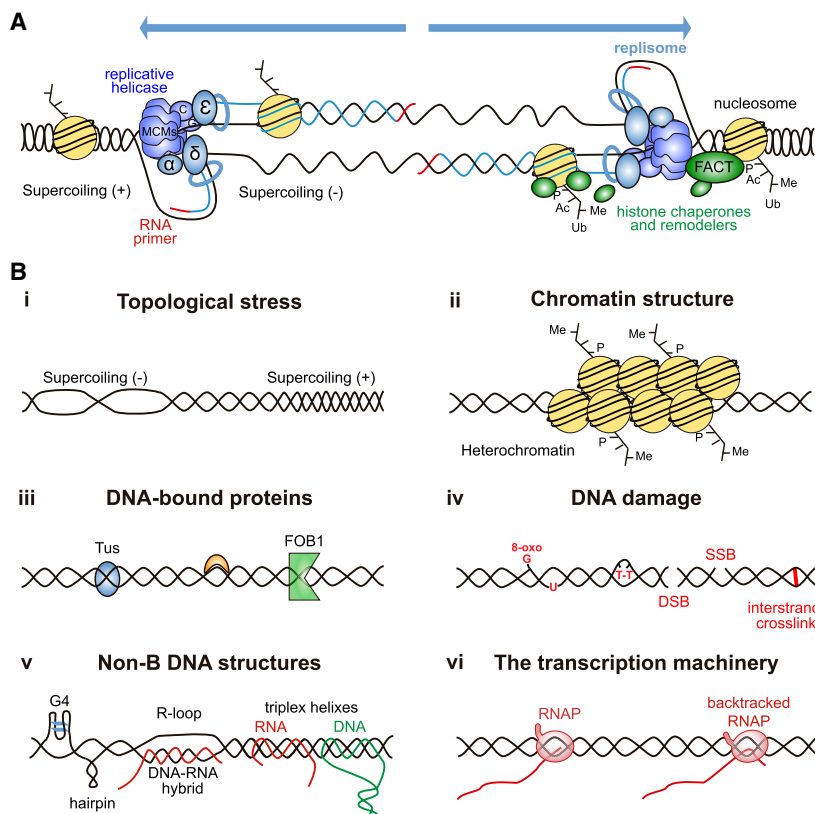 A
replicative
helicase
C
ε
G
MCMs
α
δ
Supercoiling (+)
Supercoiling (-)
RNA
primer
replisome
nucleosome
FACT
P
Ac
Me
Ub
P
Ac
Me
Ub
histone chaperones
and remodelers
B
i
Topological stress
Supercoiling (-)
Supercoiling (+)
ii
Chromatin structure
Me
P
Me
P
Heterochromatin
P
Me
P
Me
iii
DNA-bound proteins
Tus
FOB1
iv
DNA damage
8-oxo
G
U
T-T
DSB
SSB
interstrand
crosslink
v
Non-B DNA structures
G4
hairpin
R-loop
DNA-RNA
hybrid
triplex helixes
RNA
DNA
vi
The transcription machinery
RNAP
backtracked
RNAP